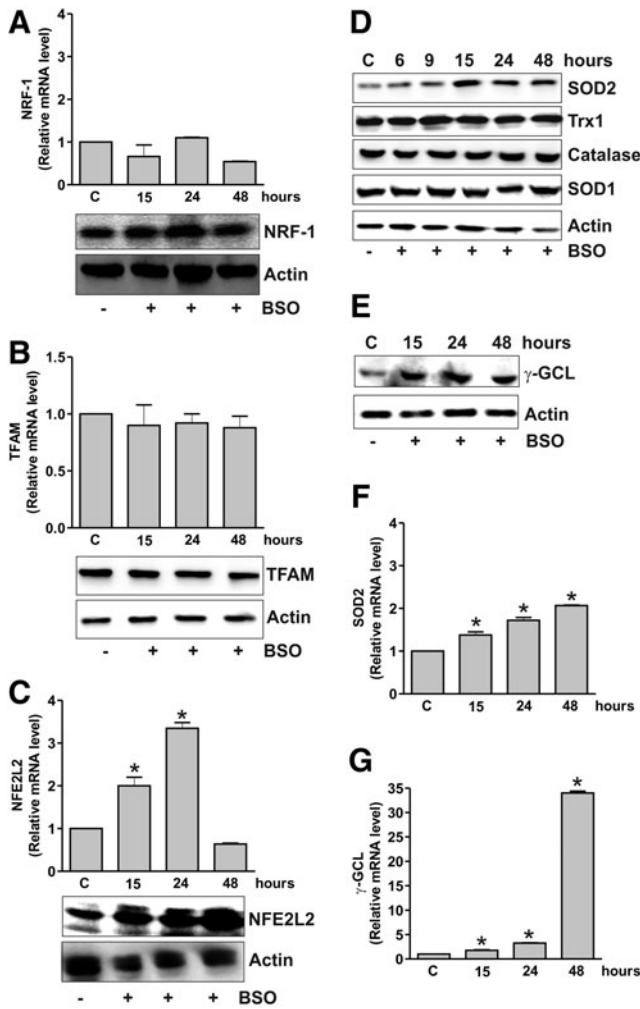 A
NRF-1
(Relative mRNA level)
4
3
2
1
0
C 15 24 48 hours
NRF-1
Actin
- + + + BSO
B
TFAM
(Relative mRNA level)
1.5
1.0
0.5
0.0
C 15 24 48 hours
TFAM
Actin
- + + + BSO
C
NFE2L2
(Relative mRNA level)
4
3
2
1
0
* *
C 15 24 48 hours
NFE2L2
Actin
- + + + BSO
D
C 6 9 15 24 48 hours
SOD2
Trx1
Catalase
SOD1
Actin
- + + + + + BSO
E
C 15 24 48 hours
γ-GCL
Actin
- + + + BSO
F
SOD2
(Relative mRNA level)
4
3
2
1
0
* * *
C 15 24 48 hours
G
γ-GCL
(Relative mRNA level)
35
30
25
20
15
10
5
0
* * *
C 15 24 48 hours